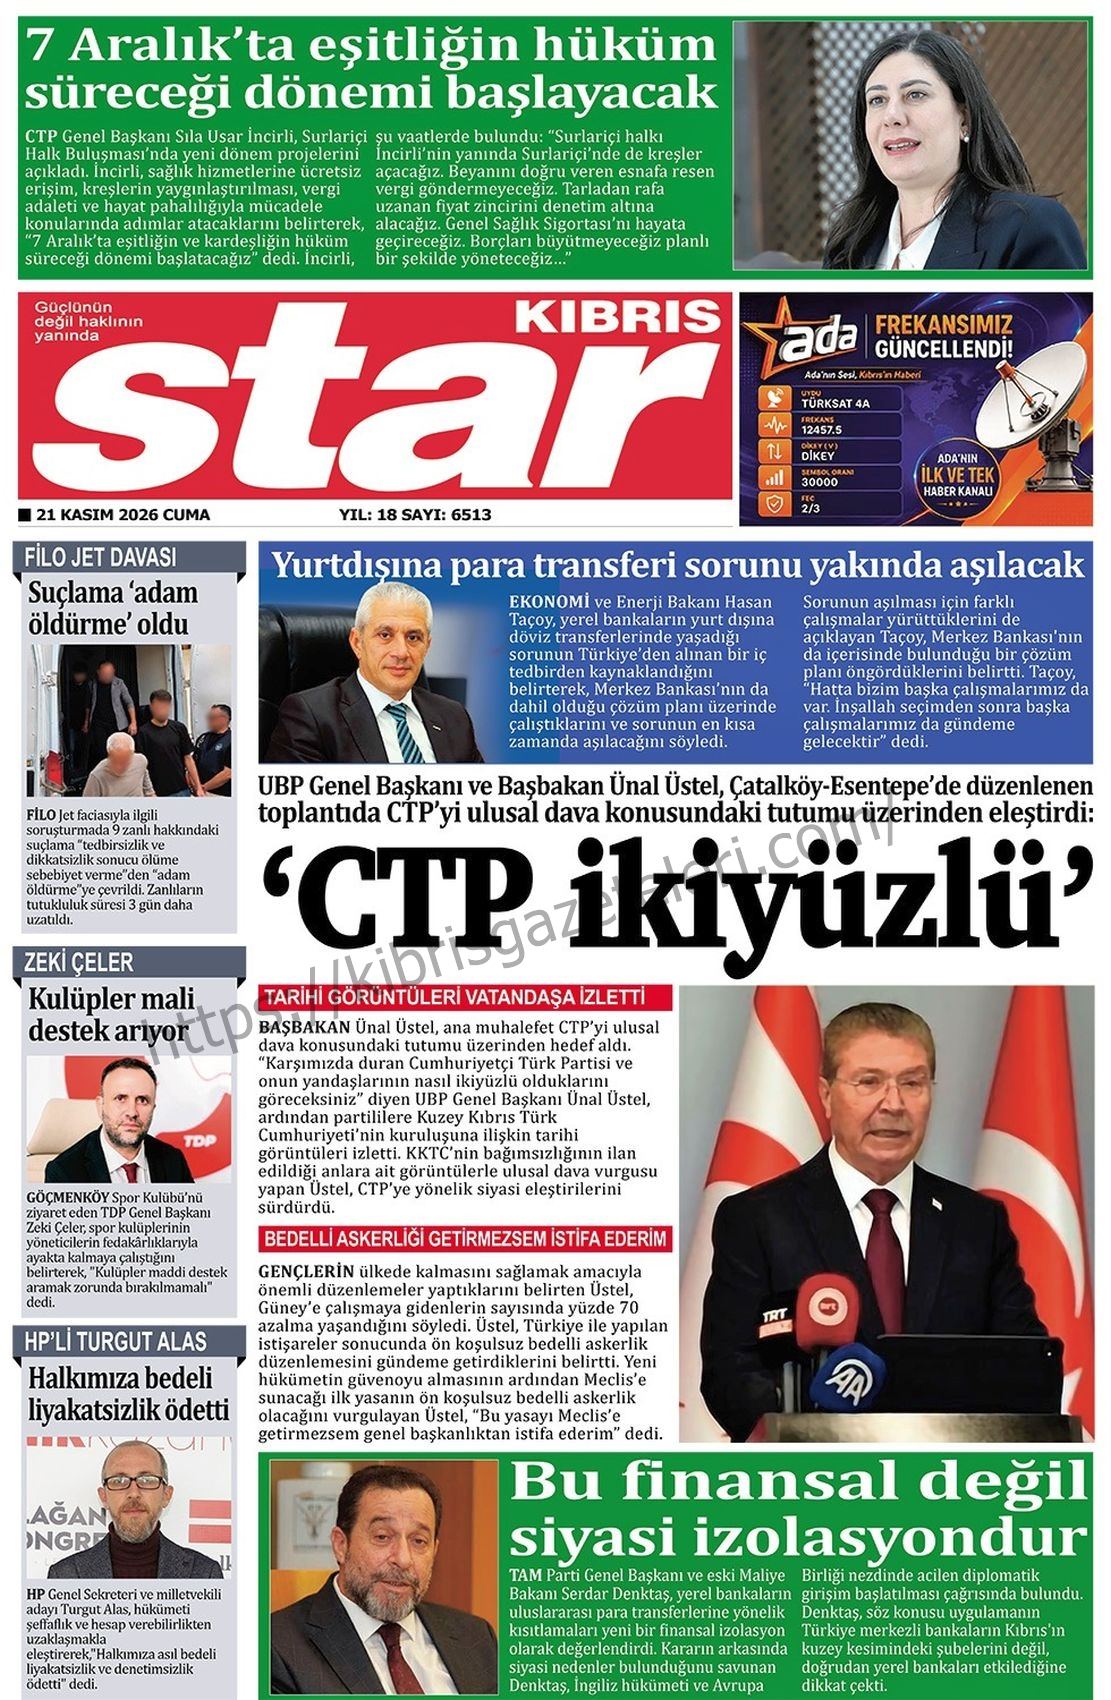 7 Aralık’ta eşitliğin hüküm
süreceği dönemi başlayacak
CTP Genel Başkanı Sıla Usar İncirli, Surlariçi
Halk Buluşması’nda yeni dönem projelerini
açıkladı. İncirli, sağlık hizmetlerine ücretsiz
erişim, kreşlerin yaygınlaştırılması, vergi
adaleti ve hayat pahalılığıyla mücadele
konularında adımlar atacaklarını belirterek,
“7 Aralık’ta eşitliğin ve kardeşliğin hüküm
süreceği dönemi başlatacağız” dedi. İncirli,
şu vaatlerde bulundu: “Surlariçi halkı
İncirli’nin yanında Surlariçi’nde de kreşler
açacağız. Beyanını doğru veren esnafa resen
vergi göndermeyeceğiz. Tarladan rafa
uzanan fiyat zincirini denetim altına
alacağız. Genel Sağlık Sigortası’nı hayata
geçireceğiz. Borçları büyütmeyeceğiz planlı
bir şekilde yöneteceğiz…”
Güçlünün
değil haklının
yanında
KIBRIS
star
21 KASIM 2026 CUMA
YIL: 18 SAYI: 6513
ada
Ada'nın Sesi, Kıbrıs'ın Haberi
FREKANSIMIZ
GÜNCELLENDİ!
UYDU
TÜRKSAT 4A
FREKANS
12457.5
DİKEY (V)
DİKEY
SEMBOL ORANI
30000
FEC
2/3
ADA'NIN
İLK VE TEK
HABER KANALI
FİLO JET DAVASI
Suçlama ‘adam
öldürme’ oldu
FİLO Jet faciasıyla ilgili
soruşturmada 9 zanlı hakkındaki
suçlama “tedbirsizlik ve
dikkatsizlik sonucu ölüme
sebebiyet verme”den “adam
öldürme”ye çevrildi. Zanlıların
tutukluluk süresi 3 gün daha
uzatıldı.
ZEKİ ÇELER
Kulüpler mali
destek arıyor
TDP
GÖÇMENKÖY Spor Kulübü’nü
ziyaret eden TDP Genel Başkanı
Zeki Çeler, spor kulüplerinin
yöneticilerin fedakârlıklarıyla
ayakta kalmaya çalıştığını
belirterek, "Kulüpler maddi destek
aramak zorunda bırakılmamalı"
dedi.
HP’Lİ TURGUT ALAS
Halkımıza bedeli
liyakatsizlik ödetti
LAĞAN
ONGRE
HP Genel Sekreteri ve milletvekili
adayı Turgut Alas, hükümeti
şeffaflık ve hesap verebilirlikten
uzaklaşmakla
eleştirerek,"Halkımıza asıl bedeli
liyakatsizlik ve denetimsizlik
ödetti" dedi.
Yurtdışına para transferi sorunu yakında aşılacak
EKONOMİ ve Enerji Bakanı Hasan
Taçoy, yerel bankaların yurt dışına
döviz transferlerinde yaşadığı
sorunun Türkiye’den alınan bir iç
tedbirden kaynaklandığını
belirterek, Merkez Bankası’nın da
dahil olduğu çözüm planı üzerinde
çalıştıklarını ve sorunun en kısa
zamanda aşılacağını söyledi.
Sorunun aşılması için farklı
çalışmalar yürüttüklerini de
açıklayan Taçoy, Merkez Bankası'nın
da içerisinde bulunduğu bir çözüm
planı öngördüklerini belirtti. Taçoy,
“Hatta bizim başka çalışmalarımız da
var. İnşallah seçimden sonra başka
çalışmalarımız da gündeme
gelecektir” dedi.
UBP Genel Başkanı ve Başbakan Ünal Üstel, Çatalköy-Esentepe’de düzenlenen
toplantıda CTP’yi ulusal dava konusundaki tutumu üzerinden eleştirdi:
‘CTP ikiyüzlü’
TARİHİ GÖRÜNTÜLERİ VATANDAŞA İZLETTİ
BAŞBAKAN Ünal Üstel, ana muhalefet CTP’yi ulusal
dava konusundaki tutumu üzerinden hedef aldı.
“Karşımızda duran Cumhuriyetçi Türk Partisi ve
onun yandaşlarının nasıl ikiyüzlü olduklarını
göreceksiniz” diyen UBP Genel Başkanı Ünal Üstel,
ardından partililere Kuzey Kıbrıs Türk
Cumhuriyeti’nin kuruluşuna ilişkin tarihi
görüntüleri izletti. KKTC’nin bağımsızlığının ilan
edildiği anlara ait görüntülerle ulusal dava vurgusu
yapan Üstel, CTP’ye yönelik siyasi eleştirilerini
sürdürdü.
BEDELLİ ASKERLİĞİ GETİRMEZSEM İSTİFA EDERİM
GENÇLERİN ülkede kalmasını sağlamak amacıyla
önemli düzenlemeler yaptıklarını belirten Üstel,
Güney’e çalışmaya gidenlerin sayısında yüzde 70
azalma yaşandığını söyledi. Üstel, Türkiye ile yapılan
istişareler sonucunda ön koşulsuz bedelli askerlik
düzenlemesini gündeme getirdiklerini belirtti. Yeni
hükümetin güvenoyu almasının ardından Meclis’e
sunacağı ilk yasanın ön koşulsuz bedelli askerlik
olacağını vurgulayan Üstel, “Bu yasayı Meclis’e
getirmezsem genel başkanlıktan istifa ederim” dedi.
TRT
AA
Bu finansal değil
siyasi izolasyondur
TAM Parti Genel Başkanı ve eski Maliye
Bakanı Serdar Denktaş, yerel bankaların
uluslararası para transferlerine yönelik
kısıtlamaları yeni bir finansal izolasyon
olarak değerlendirdi. Kararın arkasında
siyasi nedenler bulunduğunu savunan
Denktaş, İngiliz hükümeti ve Avrupa
Birliği nezdinde acilen diplomatik
girişim başlatılması çağrısında bulundu.
Denktaş, söz konusu uygulamanın
Türkiye merkezli bankaların Kıbrıs'ın
kuzey kesimindeki şubelerini değil,
doğrudan yerel bankaları etkilediğine
dikkat çekti.
https://kibrisgazeteleri.com/